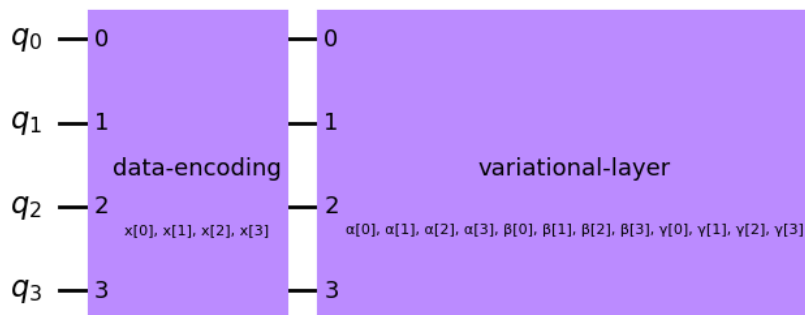 q0 0 0
q1 1 1
data-encoding variational-layer
q2 2 2
x[0], x[1], x[2], x[3] α[0], α[1], α[2], α[3], β[0], β[1], β[2], β[3], γ[0], γ[1], γ[2], γ[3]
q3 3 3